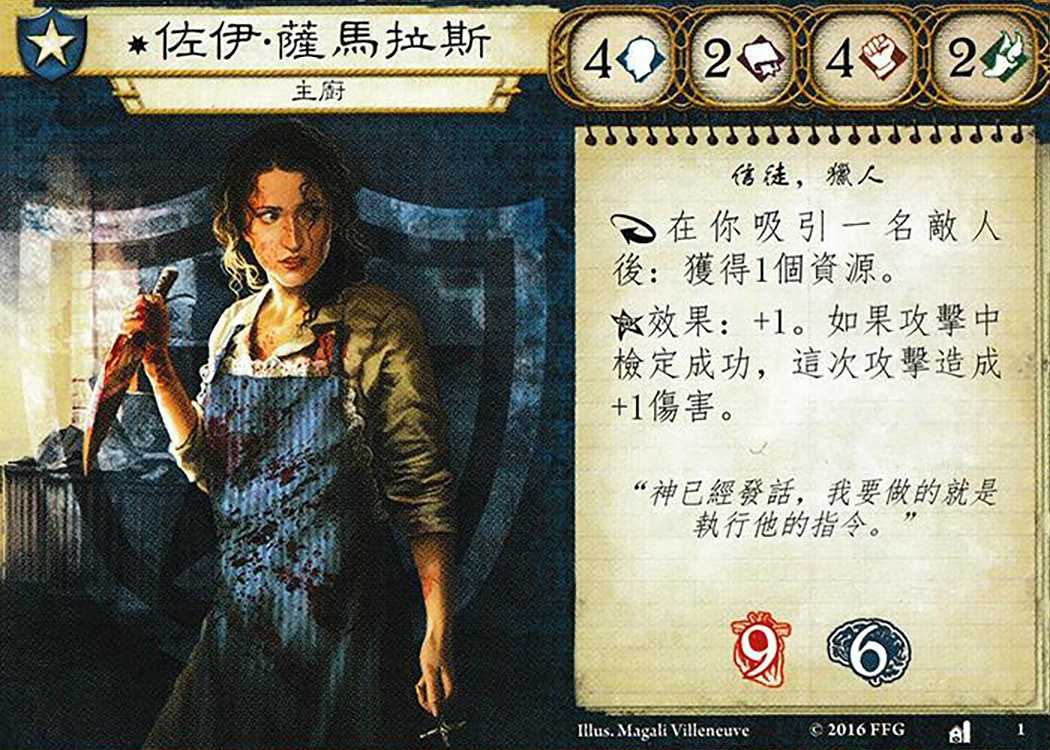 佐伊·薩馬拉斯
主廚
4 2 4 2
信徒，獵人
在你吸引一名敵人
後：獲得1個資源。
效果：+1。如果攻擊中
檢定成功，這次攻擊造成
+1傷害。
“神已經發話，我要做的就是
執行他的指令。”
9 6
Illus. Magali Villeneuve © 2016 FFG 1